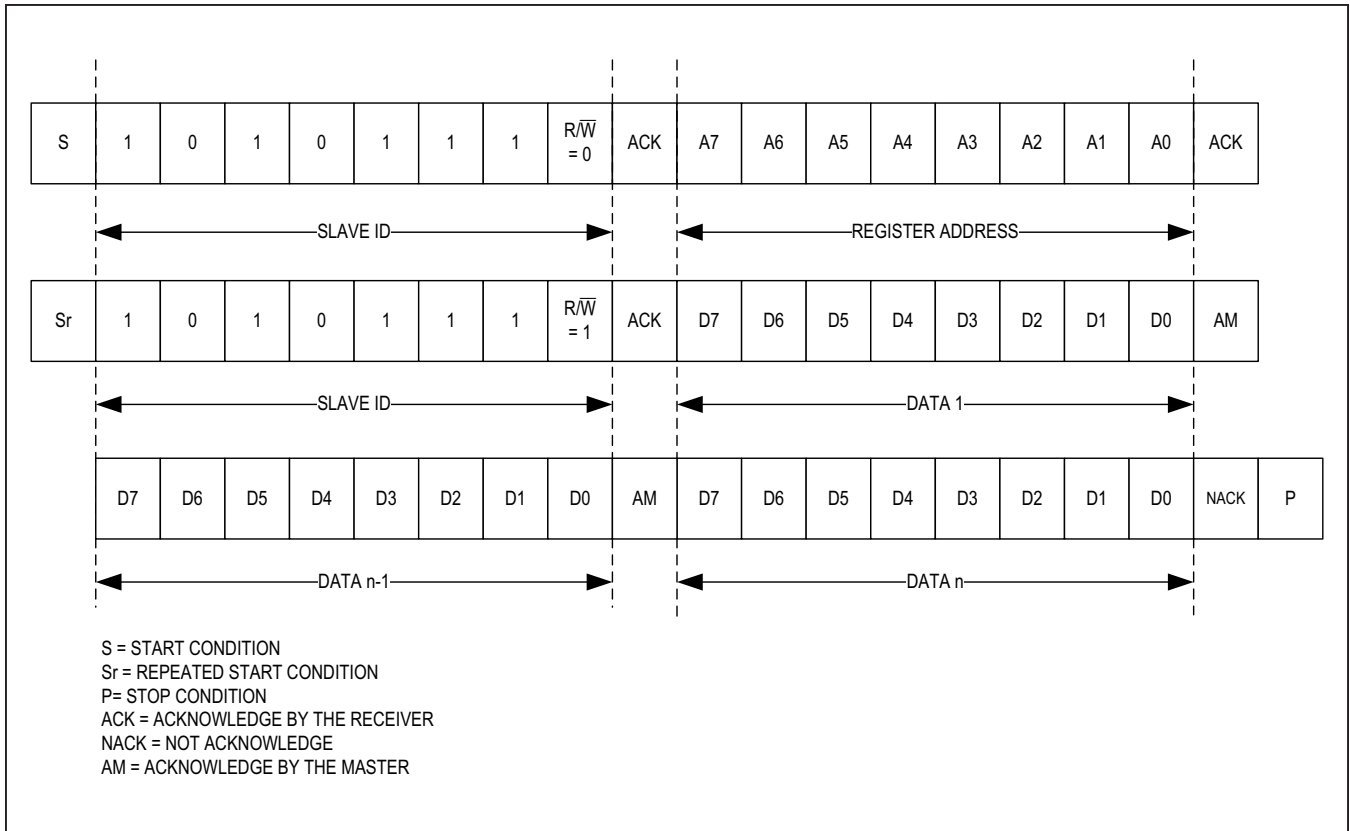 S 1 0 1 0 1 1 1 R/W̅ = 0 ACK A7 A6 A5 A4 A3 A2 A1 A0 ACK
SLAVE ID REGISTER ADDRESS
Sr 1 0 1 0 1 1 1 R/W̅ = 1 ACK D7 D6 D5 D4 D3 D2 D1 D0 AM
SLAVE ID DATA 1
D7 D6 D5 D4 D3 D2 D1 D0 AM D7 D6 D5 D4 D3 D2 D1 D0 NACK P
DATA n-1 DATA n
S = START CONDITION
Sr = REPEATED START CONDITION
P= STOP CONDITION
ACK = ACKNOWLEDGE BY THE RECEIVER
NACK = NOT ACKNOWLEDGE
AM = ACKNOWLEDGE BY THE MASTER